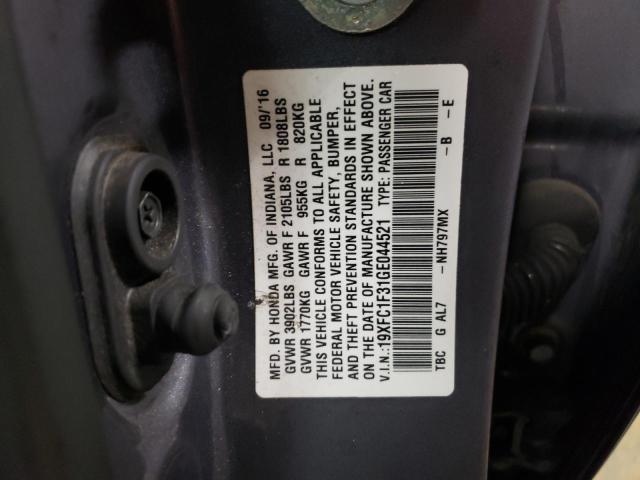 MFD. BY HONDA MFG. OF INDIANA, LLC 09/'16
GVWR 3902LBS GAWR F 2105LBS R 1808LBS
GVWR 1770KG GAWR F 955KG R 820KG
THIS VEHICLE CONFORMS TO ALL APPLICABLE
FEDERAL MOTOR VEHICLE SAFETY, BUMPER,
AND THEFT PREVENTION STANDARDS IN EFFECT
ON THE DATE OF MANUFACTURE SHOWN ABOVE.
V.I.N.:19XFC1F31GE044521 TYPE: PASSENGER CAR
TBC G AL7 -NH797MX -B -E